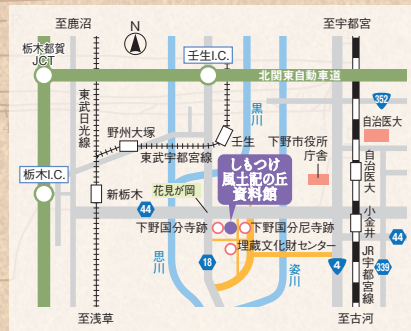 至鹿沼
N
至宇都宮
栃木都賀
JCT
壬生I.C.
北関東自動車道
黒川
352
自治医大
東武日光線
野州大塚
壬生
下野市役所
庁舎
東武宇都宮線
しもつけ
風土記の丘
資料館
自治医大
栃木I.C.
新栃木
花見が岡
44
小金井
下野国分寺跡
下野国分尼寺跡
44
埋蔵文化財センター
思川
18
姿川
4
339
JR宇都宮線
至浅草
至古河